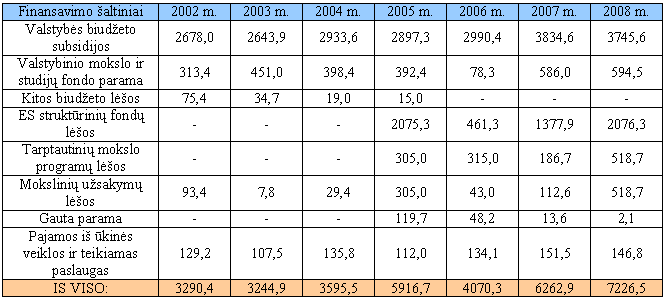 Finansavimo šaltiniai 2002 m. 2003 m. 2004 m. 2005 m. 2006 m. 2007 m. 2008 m.
Valstybės biudžeto
subsidijos 2678,0 2643,9 2933,6 2897,3 2990,4 3834,6 3745,6
Valstybinio mokslo ir
studijų fondo parama 313,4 451,0 398,4 392,4 78,3 586,0 594,5
Kitos biudžeto lėšos 75,4 34,7 19,0 15,0 - - -
ES struktūrinių fondų
lėšos - - - 2075,3 461,3 1377,9 2076,3
Tarptautinių mokslo
programų lėšos - - - 305,0 315,0 186,7 518,7
Mokslinių užsakymų
lėšos 93,4 7,8 29,4 305,0 43,0 112,6 518,7
Gauta parama - - - 119,7 48,2 13,6 2,1
Pajamos iš ūkinės
veiklos ir teikiamas
paslaugas 129,2 107,5 135,8 112,0 134,1 151,5 146,8
IS VISO: 3290,4 3244,9 3595,5 5916,7 4070,3 6262,9 7226,5